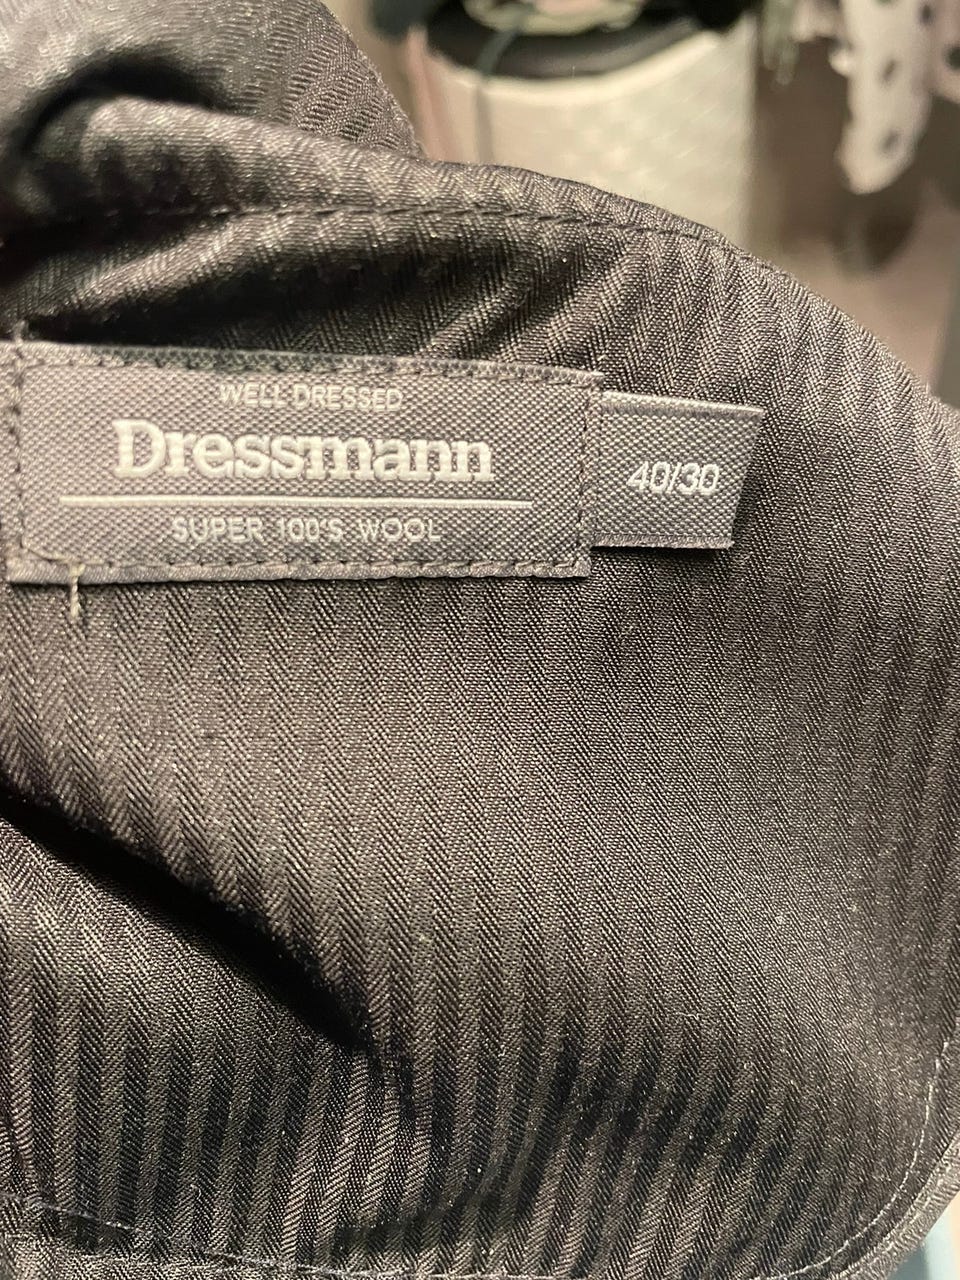 WELL DRESSED
Dressmann
SUPER 100'S WOOL
40/30